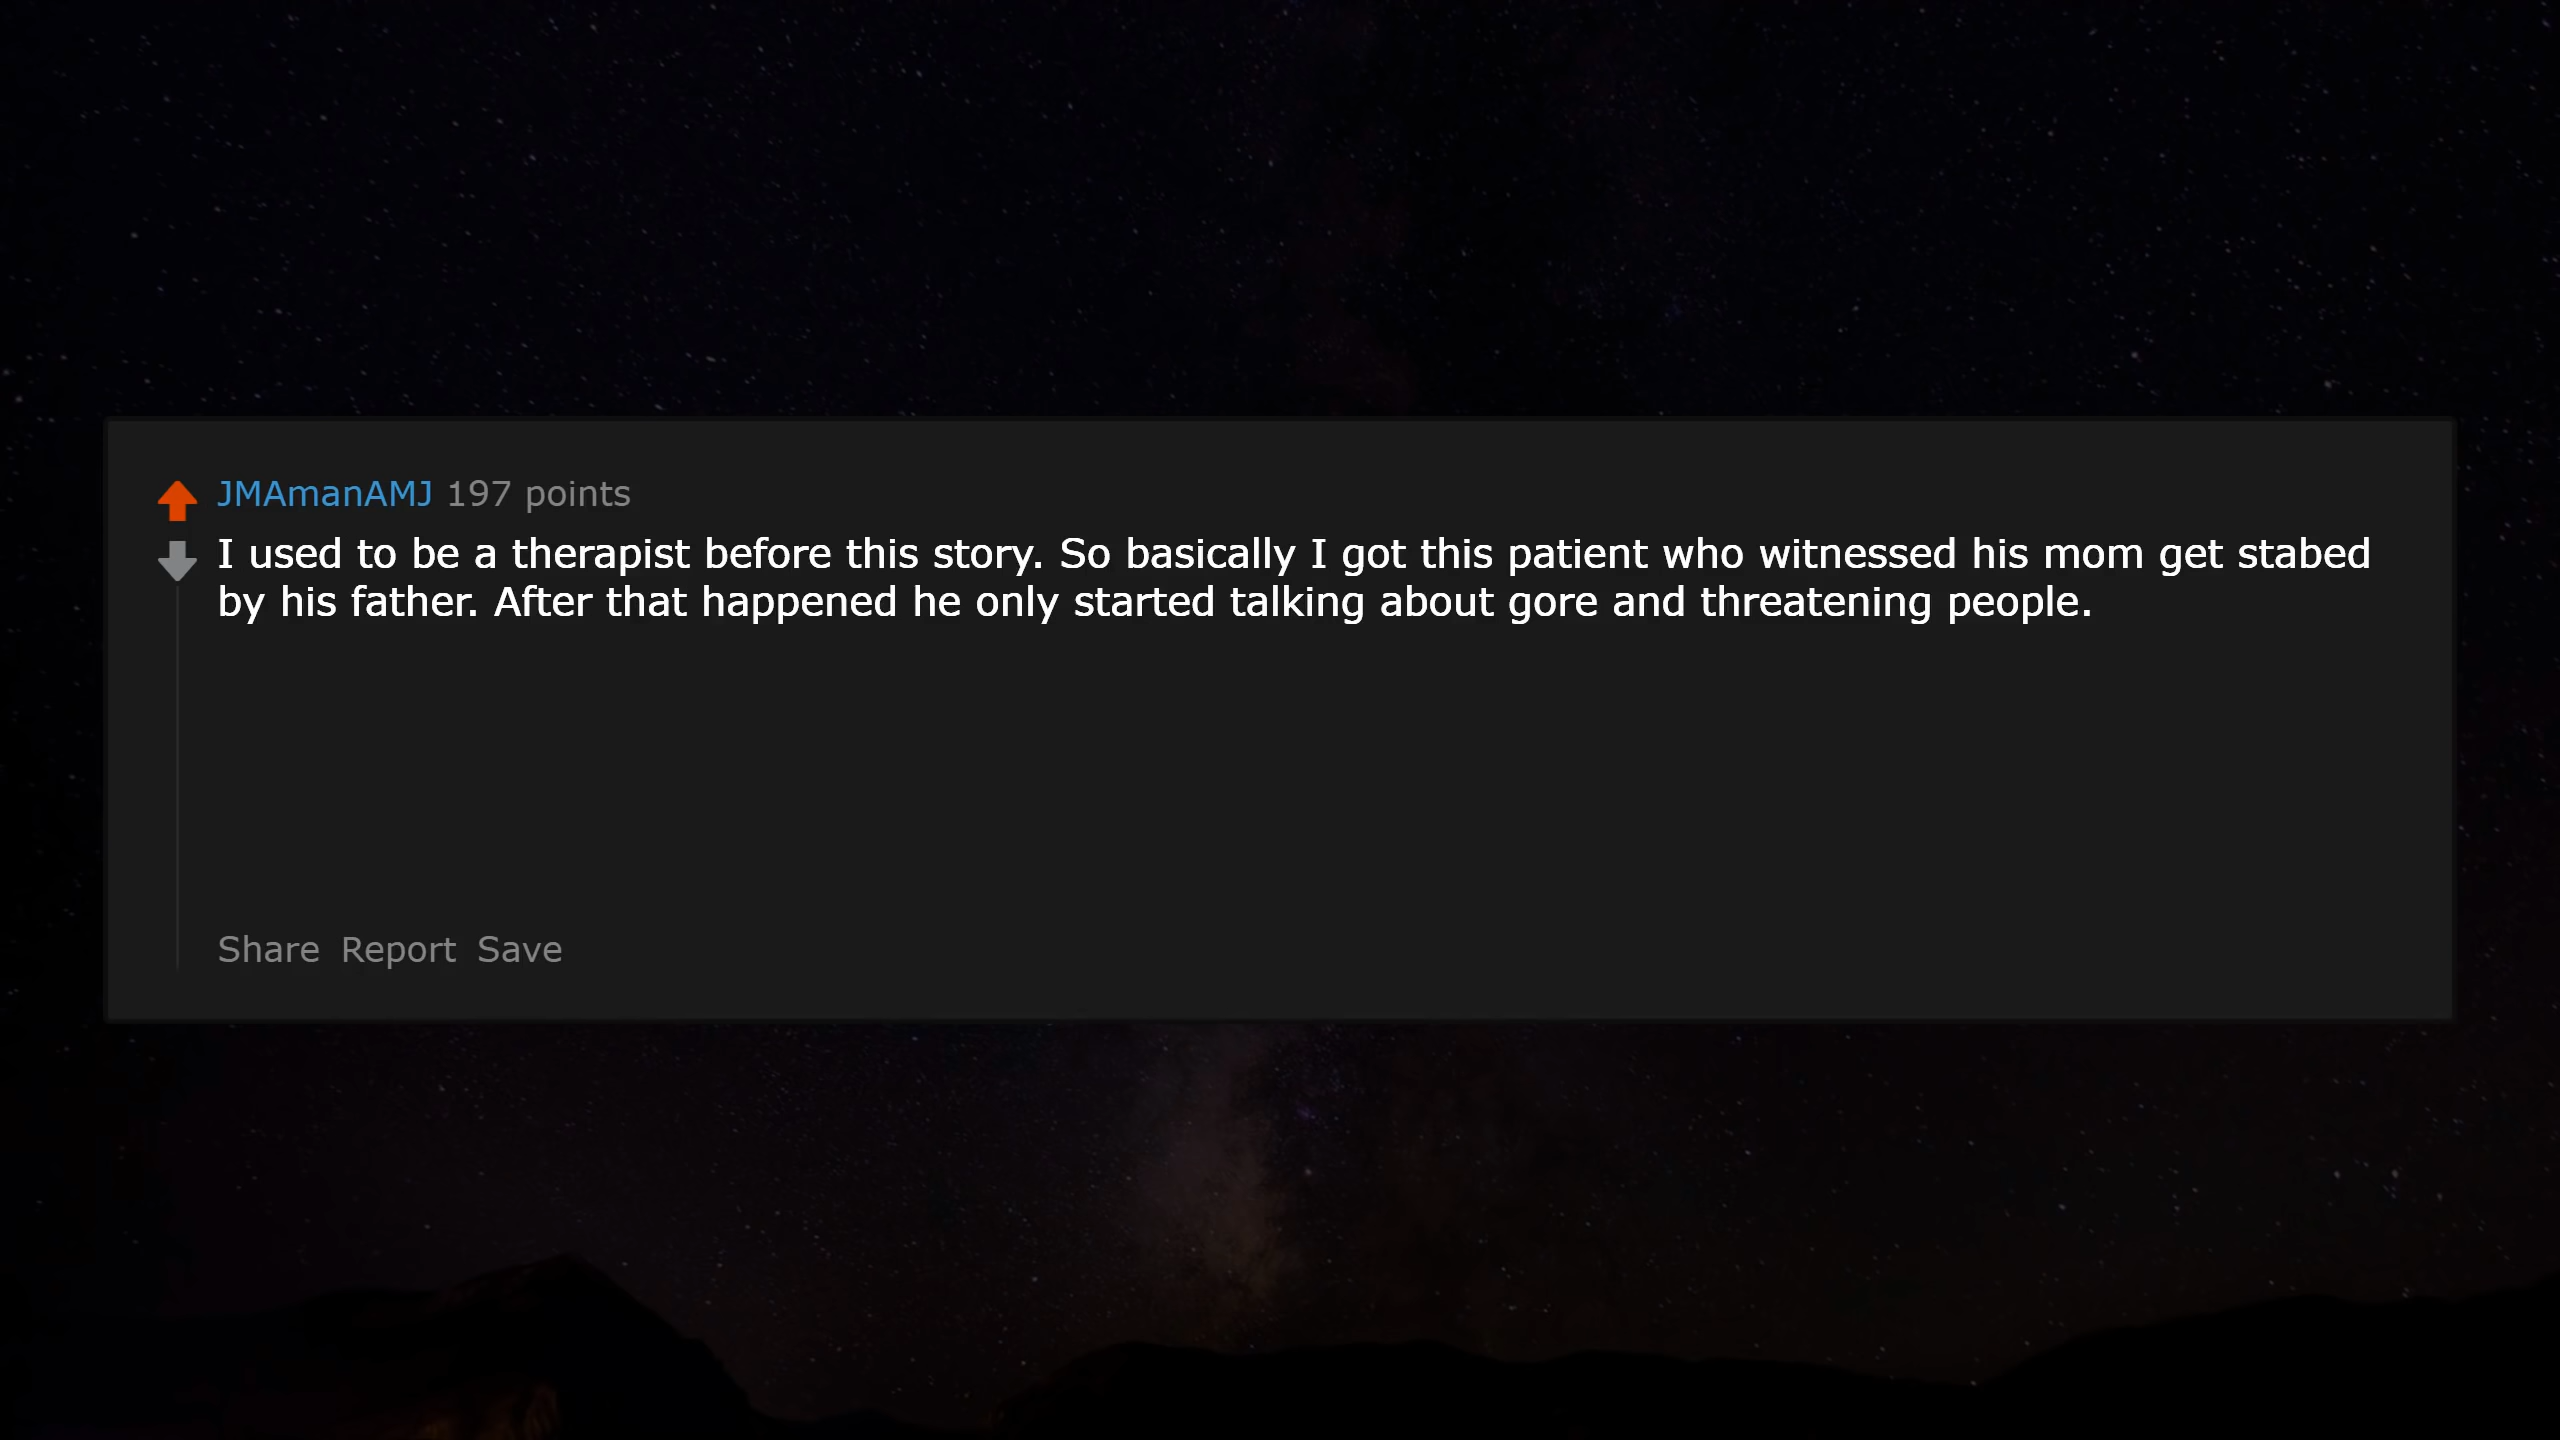 JMAmanAMJ 197 points
I used to be a therapist before this story. So basically I got this patient who witnessed his mom get stabed
by his father. After that happened he only started talking about gore and threatening people.
Share Report Save